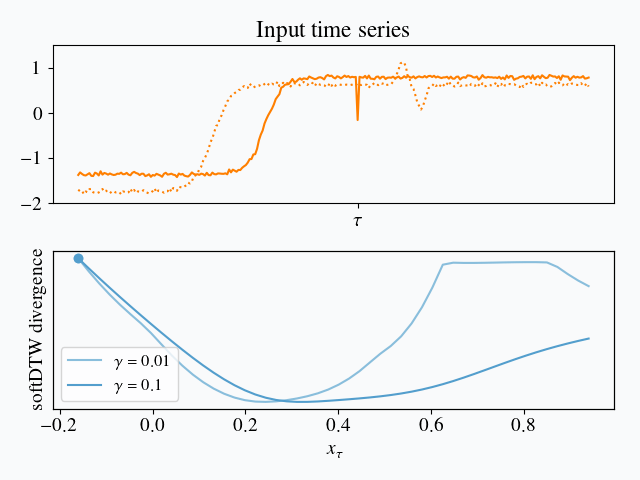 Input time series
1
0
−1
−2
τ
softDTW divergence
γ = 0.01
γ = 0.1
−0.2 0.0 0.2 0.4 0.6 0.8
xτ